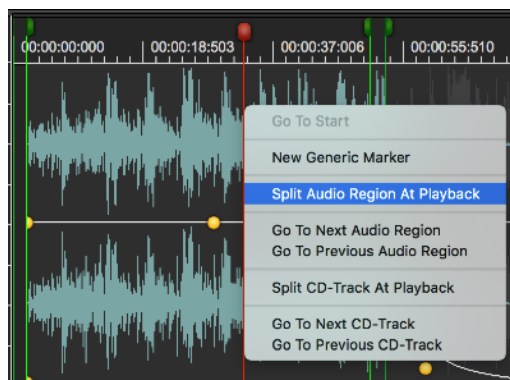 00:00:00:000 00:00:18:503 00:00:37:006 00:00:55:510
Go To Start
New Generic Marker
Split Audio Region At Playback
Go To Next Audio Region
Go To Previous Audio Region
Split CD-Track At Playback
Go To Next CD-Track
Go To Previous CD-Track